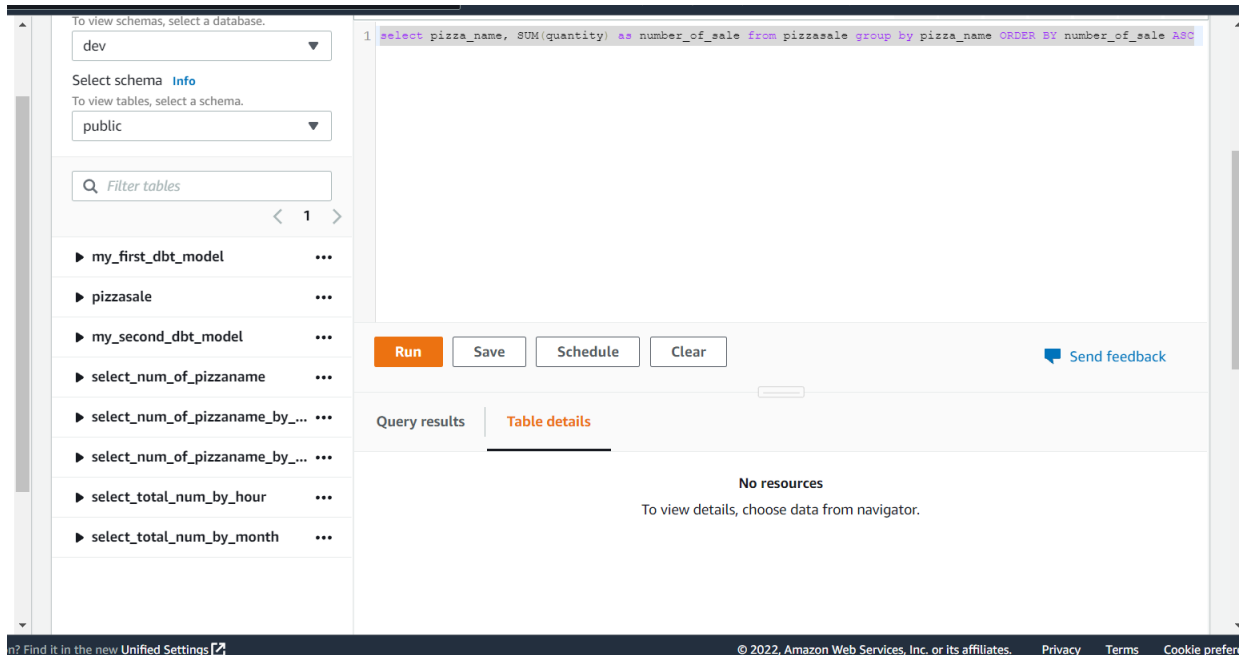 To view schemas, select a database.
dev
Select schema Info
To view tables, select a schema.
public
Filter tables
1
my_first_dbt_model
pizzasale
my_second_dbt_model
select_num_of_pizzaname
select_num_of_pizzaname_by_...
select_num_of_pizzaname_by_...
select_total_num_by_hour
select_total_num_by_month
1 select pizza_name, SUM(quantity) as number_of_sale from pizzasale group by pizza_name ORDER BY number_of_sale ASC
Run Save Schedule Clear
Send feedback
Query results Table details
No resources
To view details, choose data from navigator.
n? Find it in the new Unified Settings © 2022, Amazon Web Services, Inc. or its affiliates. Privacy Terms Cookie prefer